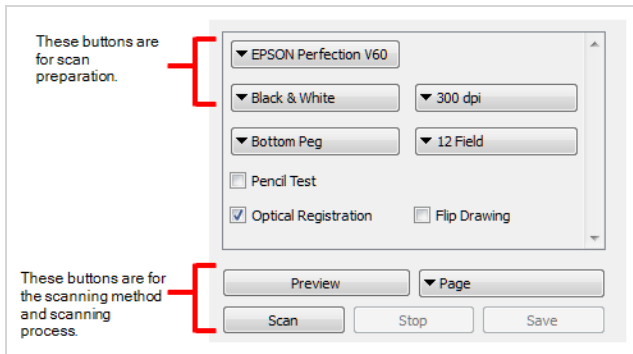 These buttons are
for scan
preparation.
EPSON Perfection V60
Black & White
300 dpi
Bottom Peg
12 Field
Pencil Test
Optical Registration
Flip Drawing
These buttons are for
the scanning method
and scanning
process.
Preview
Page
Scan
Stop
Save